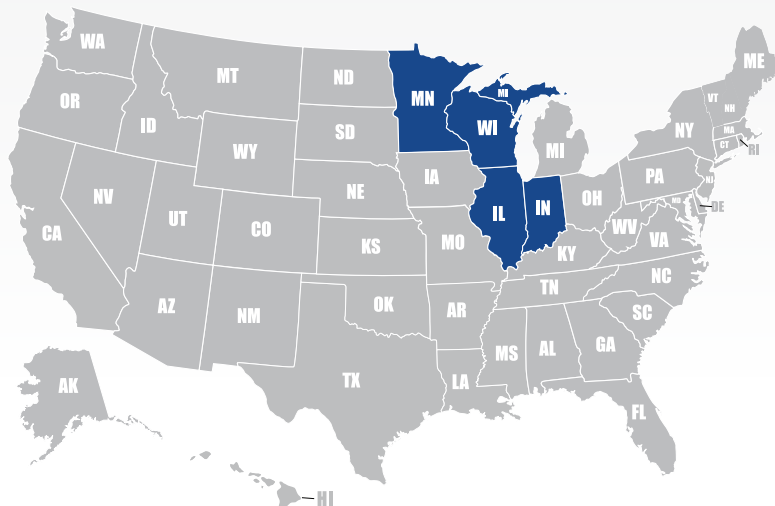 WA
ME
MT
ND
VT
MN
MI
OR
NH
ID
WI
SD
NY
MA
CT
RI
WY
MI
IA
PA
NE
OH
NJ
NV
IL
IN
MD
DE
UT
CO
WV
CA
KS
MO
VA
KY
NC
TN
AZ
OK
NM
AR
SC
MS
AL
GA
TX
LA
AK
FL
HI